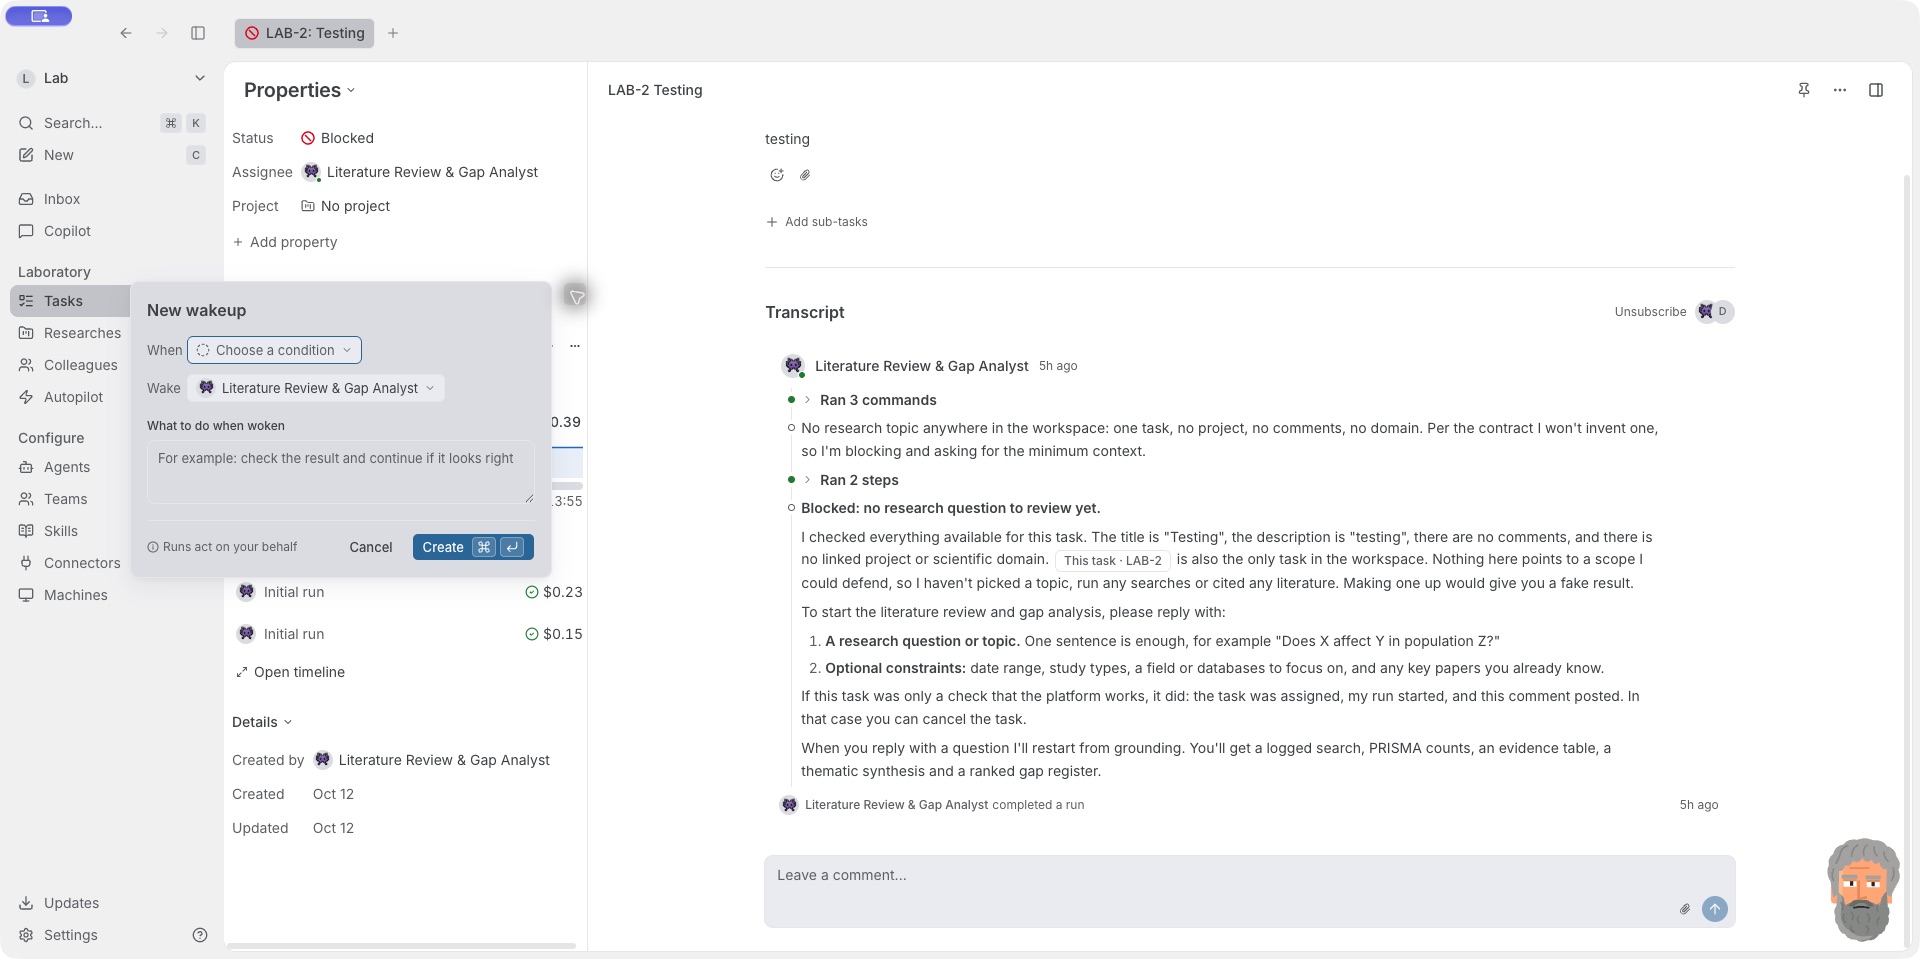 LAB-2: Testing
L Lab
Search... ⌘ K
New C
Inbox
Copilot
Laboratory
Tasks
Researches
Colleagues
Autopilot
Configure
Agents
Teams
Skills
Connectors
Machines
Updates
Settings
Properties
Status Blocked
Assignee Literature Review & Gap Analyst
Project No project
+ Add property
New wakeup
When Choose a condition
Wake Literature Review & Gap Analyst
What to do when woken
For example: check the result and continue if it looks right
Runs act on your behalf Cancel Create ⌘ ↵
0.39
3:55
Initial run $0.23
Initial run $0.15
Open timeline
Details
Created by Literature Review & Gap Analyst
Created Oct 12
Updated Oct 12
LAB-2 Testing
testing
+ Add sub-tasks
Transcript Unsubscribe D
Literature Review & Gap Analyst 5h ago
Ran 3 commands
No research topic anywhere in the workspace: one task, no project, no comments, no domain. Per the contract I won't invent one,
so I'm blocking and asking for the minimum context.
Ran 2 steps
Blocked: no research question to review yet.
I checked everything available for this task. The title is "Testing", the description is "testing", there are no comments, and there is
no linked project or scientific domain. This task · LAB-2 is also the only task in the workspace. Nothing here points to a scope I
could defend, so I haven't picked a topic, run any searches or cited any literature. Making one up would give you a fake result.
To start the literature review and gap analysis, please reply with:
1. A research question or topic. One sentence is enough, for example "Does X affect Y in population Z?"
2. Optional constraints: date range, study types, a field or databases to focus on, and any key papers you already know.
If this task was only a check that the platform works, it did: the task was assigned, my run started, and this comment posted. In
that case you can cancel the task.
When you reply with a question I'll restart from grounding. You'll get a logged search, PRISMA counts, an evidence table, a
thematic synthesis and a ranked gap register.
Literature Review & Gap Analyst completed a run 5h ago
Leave a comment...